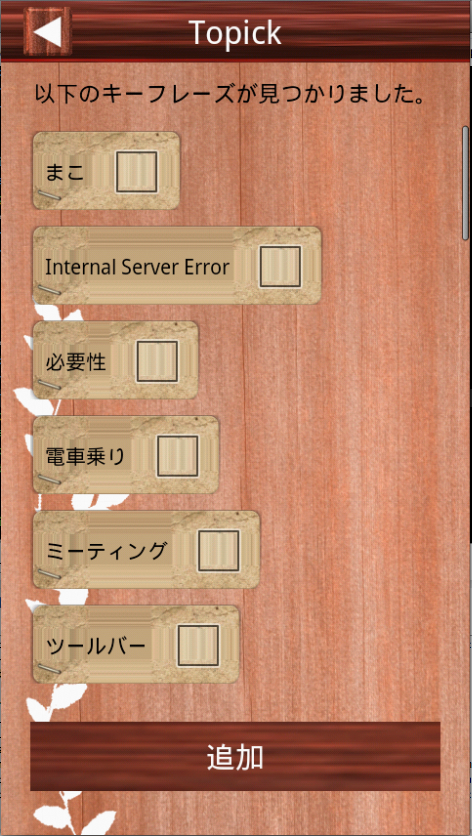 Topick
以下のキーフレーズが見つかりました。
まこ
Internal Server Error
必要性
電車乗り
ミーティング
ツールバー
追加